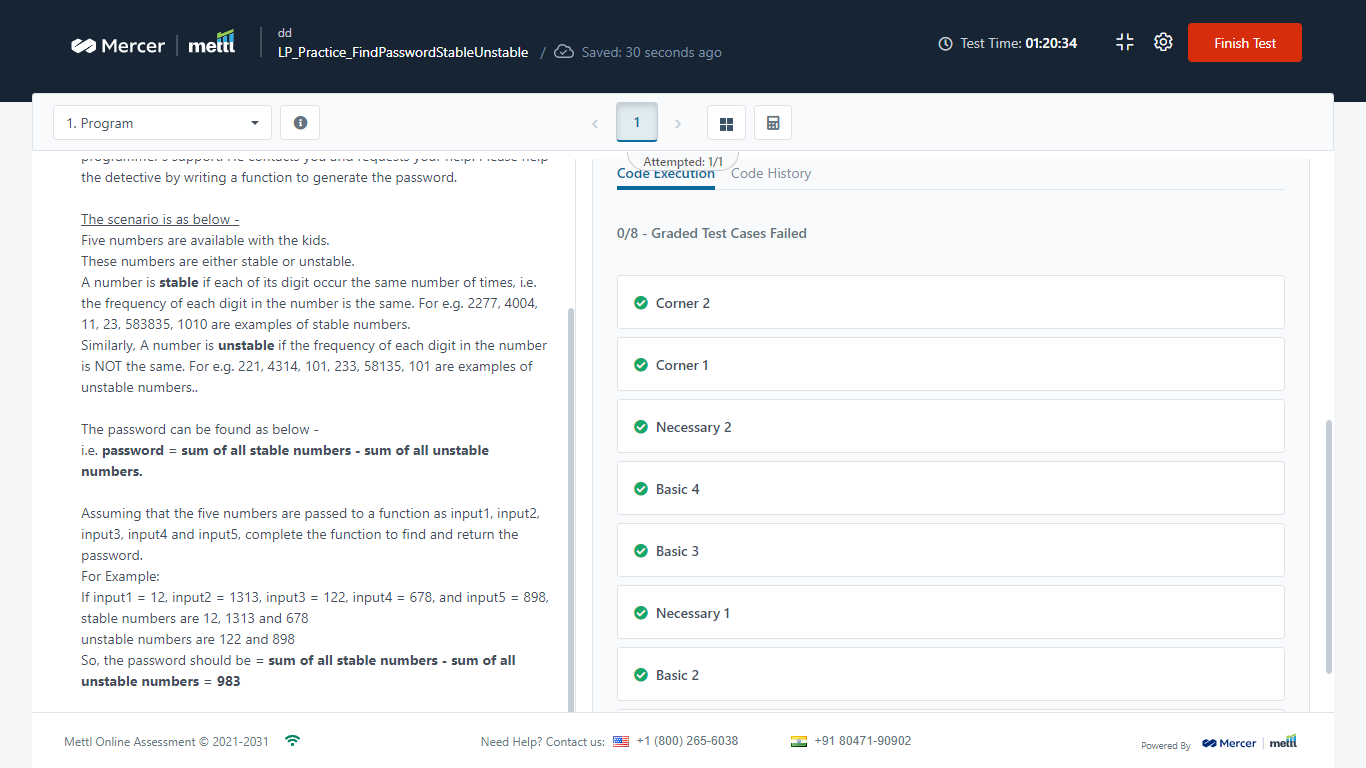 Mercer | mettl
dd
LP_Practice_FindPasswordStableUnstable / Saved: 30 seconds ago
Test Time: 01:20:34
Finish Test
1. Program
1
Attempted: 1/1
programmer's support. He contacts you and requests your help. Please help
the detective by writing a function to generate the password.
The scenario is as below -
Five numbers are available with the kids.
These numbers are either stable or unstable.
A number is stable if each of its digit occur the same number of times, i.e.
the frequency of each digit in the number is the same. For e.g. 2277, 4004,
11, 23, 583835, 1010 are examples of stable numbers.
Similarly, A number is unstable if the frequency of each digit in the number
is NOT the same. For e.g. 221, 4314, 101, 233, 58135, 101 are examples of
unstable numbers..
The password can be found as below -
i.e. password = sum of all stable numbers - sum of all unstable
numbers.
Assuming that the five numbers are passed to a function as input1, input2,
input3, input4 and input5, complete the function to find and return the
password.
For Example:
If input1 = 12, input2 = 1313, input3 = 122, input4 = 678, and input5 = 898,
stable numbers are 12, 1313 and 678
unstable numbers are 122 and 898
So, the password should be = sum of all stable numbers - sum of all
unstable numbers = 983
Code Execution
Code History
0/8 - Graded Test Cases Failed
Corner 2
Corner 1
Necessary 2
Basic 4
Basic 3
Necessary 1
Basic 2
Mettl Online Assessment © 2021-2031
Need Help? Contact us: +1 (800) 265-6038
+91 80471-90902
Powered By Mercer | mettl